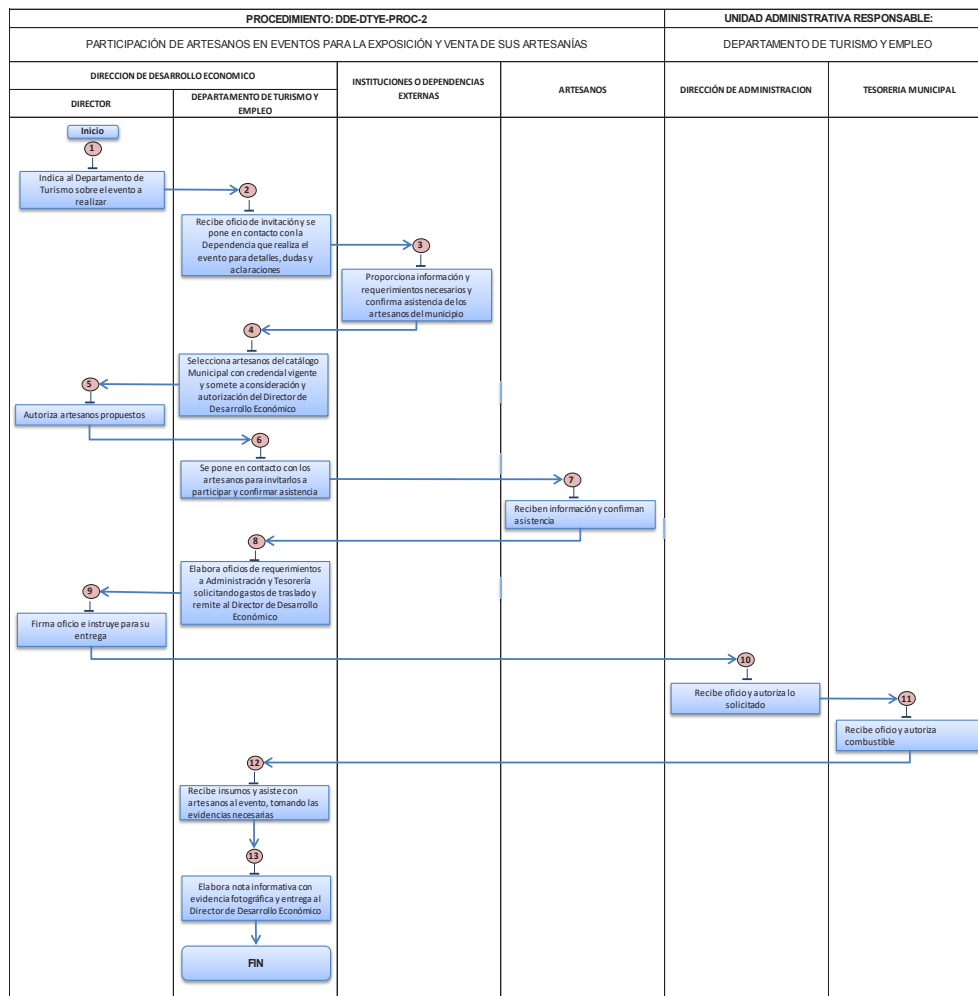 PROCEDIMIENTO: DDE-DTYE-PROC-2
UNIDAD ADMINISTRATIVA RESPONSABLE:
PARTICIPACIÓN DE ARTESANOS EN EVENTOS PARA LA EXPOSICIÓN Y VENTA DE SUS ARTESANÍAS
DEPARTAMENTO DE TURISMO Y EMPLEO
DIRECCION DE DESARROLLO ECONOMICO
DIRECTOR
DEPARTAMENTO DE TURISMO Y
EMPLEO
INSTITUCIONES O DEPENDENCIAS
EXTERNAS
ARTESANOS
DIRECCIÓN DE ADMINISTRACION
TESORERIA MUNICIPAL
Inicio
1
Indica al Departamento de
Turismo sobre el evento a
realizar
2
Recibe oficio de invitación y se
pone en contacto con la
Dependencia que realiza el
evento para detalles, dudas y
aclaraciones
3
Proporciona información y
requerimientos necesarios y
confirma asistencia de los
artesanos del municipio
4
Selecciona artesanos del catálogo
Municipal con credencial vigente
y somete a consideración y
autorización del Director de
Desarrollo Económico
5
Autoriza artesanos propuestos
6
Se pone en contacto con los
artesanos para invitarlos a
participar y confirmar asistencia
7
Reciben información y confirman
asistencia
8
Elabora oficios de requerimientos
a Administración y Tesorería
solicitando gastos de traslado y
remite al Director de Desarrollo
Económico
9
Firma oficio e instruye para su
entrega
10
Recibe oficio y autoriza lo
solicitado
11
Recibe oficio y autoriza
combustible
12
Recibe insumos y asiste con
artesanos al evento, tomando las
evidencias necesarias
13
Elabora nota informativa con
evidencia fotográfica y entrega al
Director de Desarrollo Económico
FIN